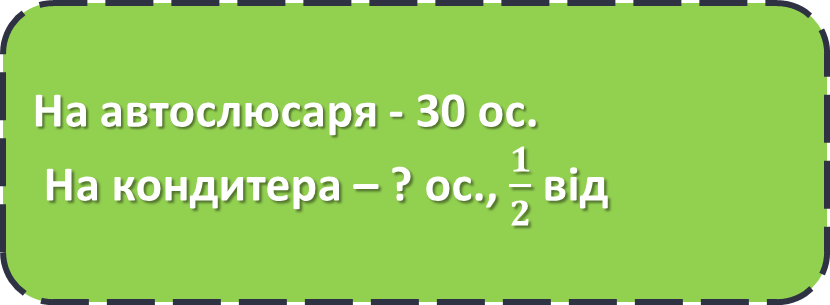 На автослюсаря - 30 ос.
На кондитера – ? ос., 1/2 від